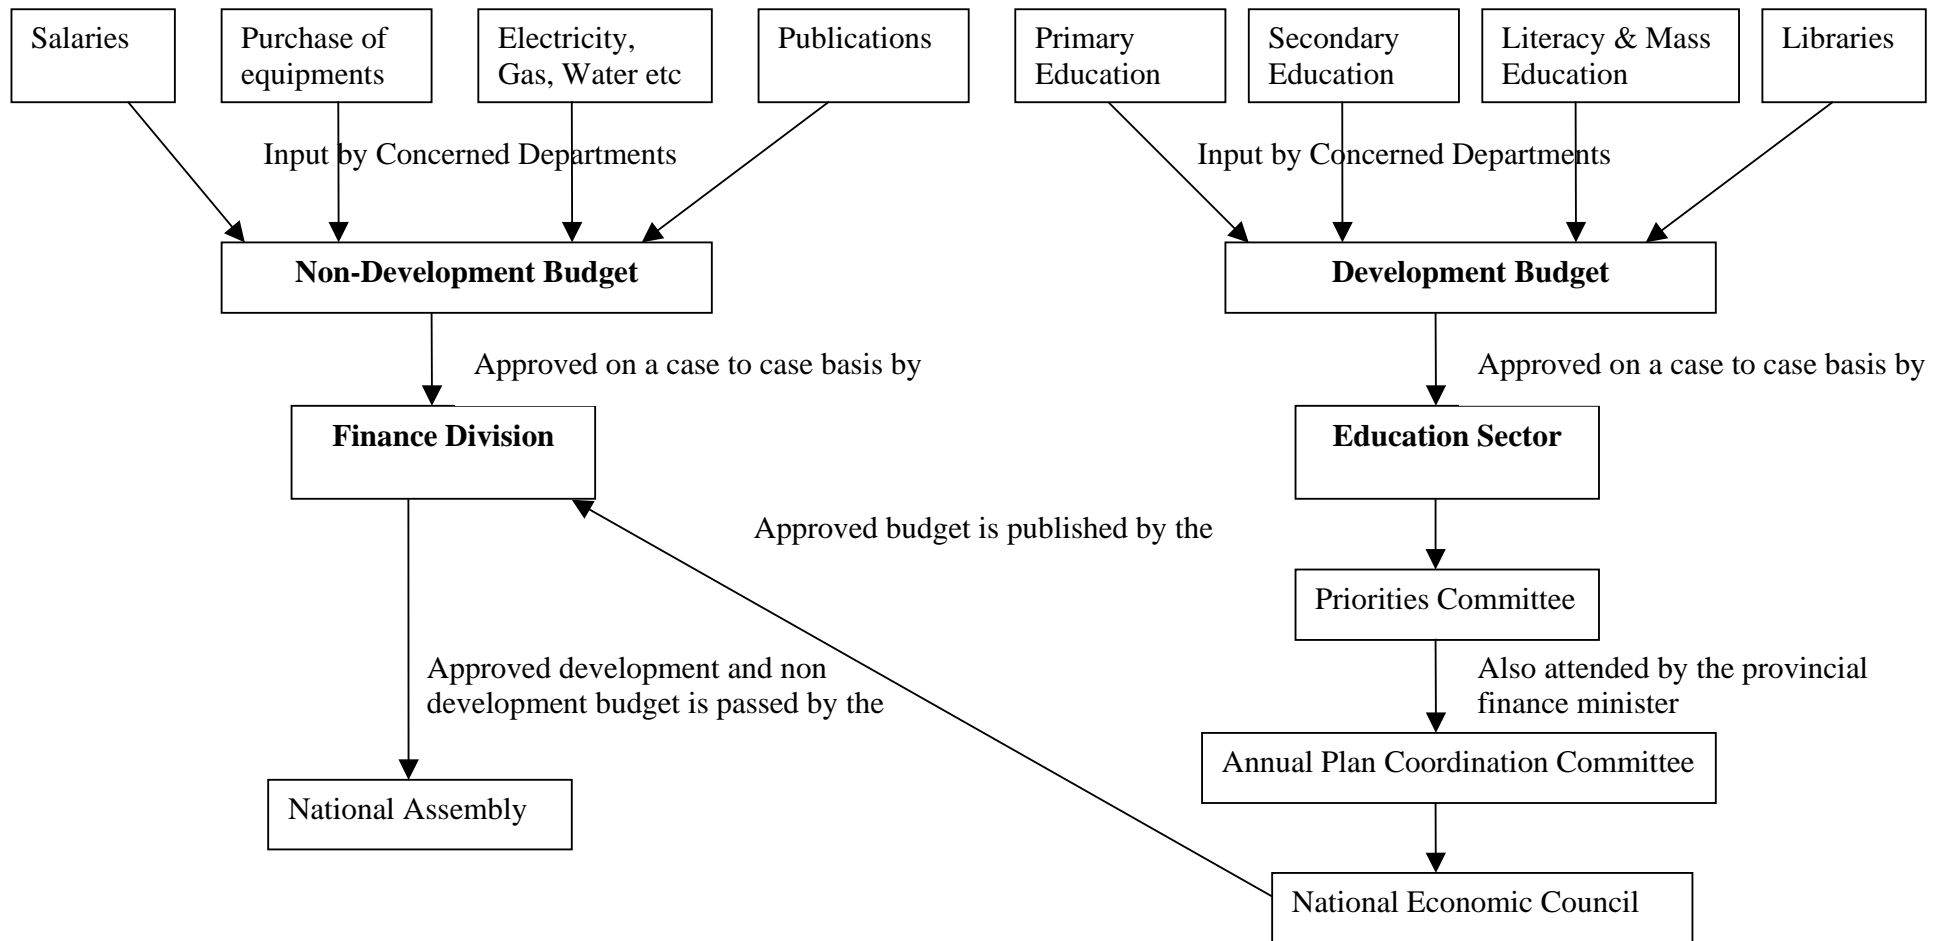 Salaries
Purchase of
equipments
Electricity,
Gas, Water etc
Publications
Primary
Education
Secondary
Education
Literacy & Mass
Education
Libraries
Input by Concerned Departments
Input by Concerned Departments
Non-Development Budget
Development Budget
Approved on a case to case basis by
Approved on a case to case basis by
Finance Division
Education Sector
Approved budget is published by the
Priorities Committee
Approved development and non
development budget is passed by the
Also attended by the provincial
finance minister
Annual Plan Coordination Committee
National Assembly
National Economic Council